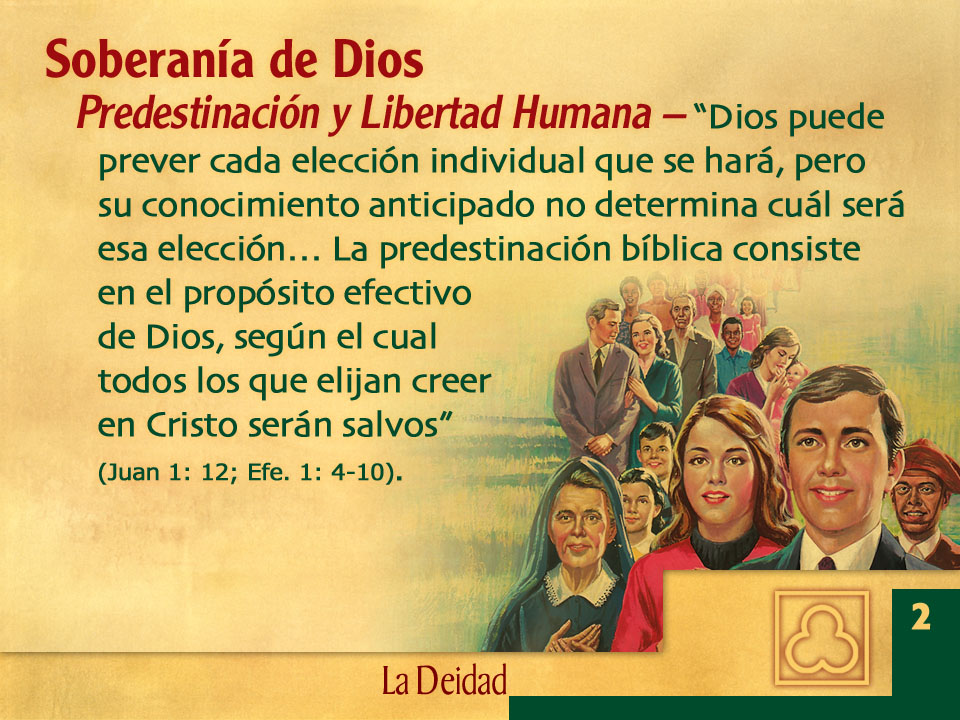 Soberanía de Dios
Predestinación y Libertad Humana – “Dios puede
prever cada elección individual que se hará, pero
su conocimiento anticipado no determina cuál será
esa elección… La predestinación bíblica consiste
en el propósito efectivo
de Dios, según el cual
todos los que elijan creer
en Cristo serán salvos”
(Juan 1: 12; Efe. 1: 4-10).
2
La Deidad